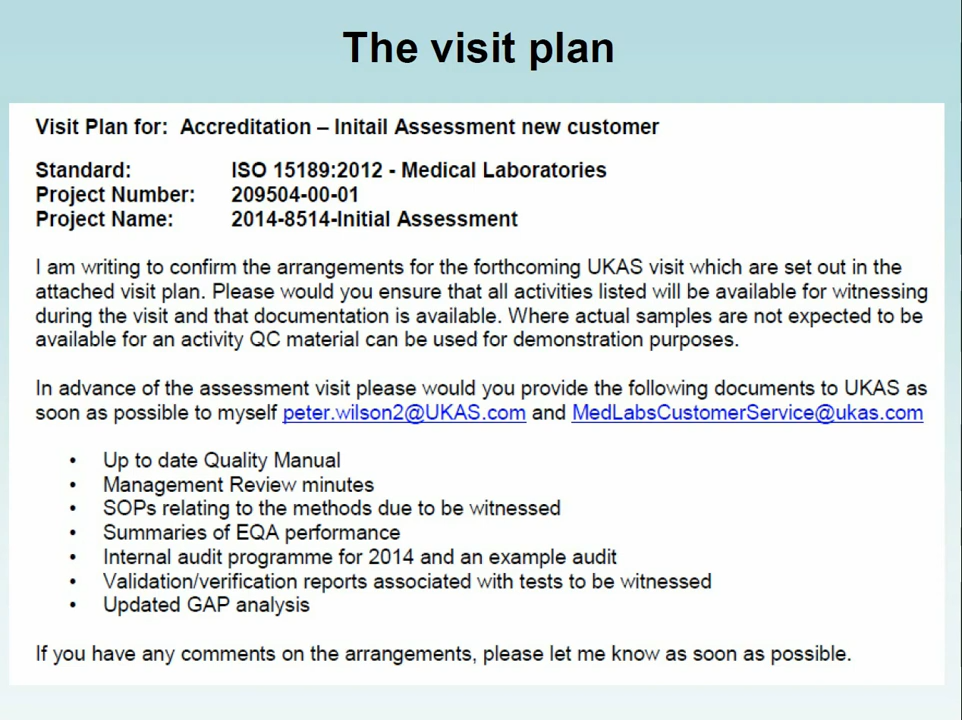 The visit plan
Visit Plan for: Accreditation – Initail Assessment new customer
Standard: ISO 15189:2012 - Medical Laboratories
Project Number: 209504-00-01
Project Name: 2014-8514-Initial Assessment
I am writing to confirm the arrangements for the forthcoming UKAS visit which are set out in the
attached visit plan. Please would you ensure that all activities listed will be available for witnessing
during the visit and that documentation is available. Where actual samples are not expected to be
available for an activity QC material can be used for demonstration purposes.
In advance of the assessment visit please would you provide the following documents to UKAS as
soon as possible to myself peter.wilson2@UKAS.com and MedLabsCustomerService@ukas.com
• Up to date Quality Manual
• Management Review minutes
• SOPs relating to the methods due to be witnessed
• Summaries of EQA performance
• Internal audit programme for 2014 and an example audit
• Validation/verification reports associated with tests to be witnessed
• Updated GAP analysis
If you have any comments on the arrangements, please let me know as soon as possible.